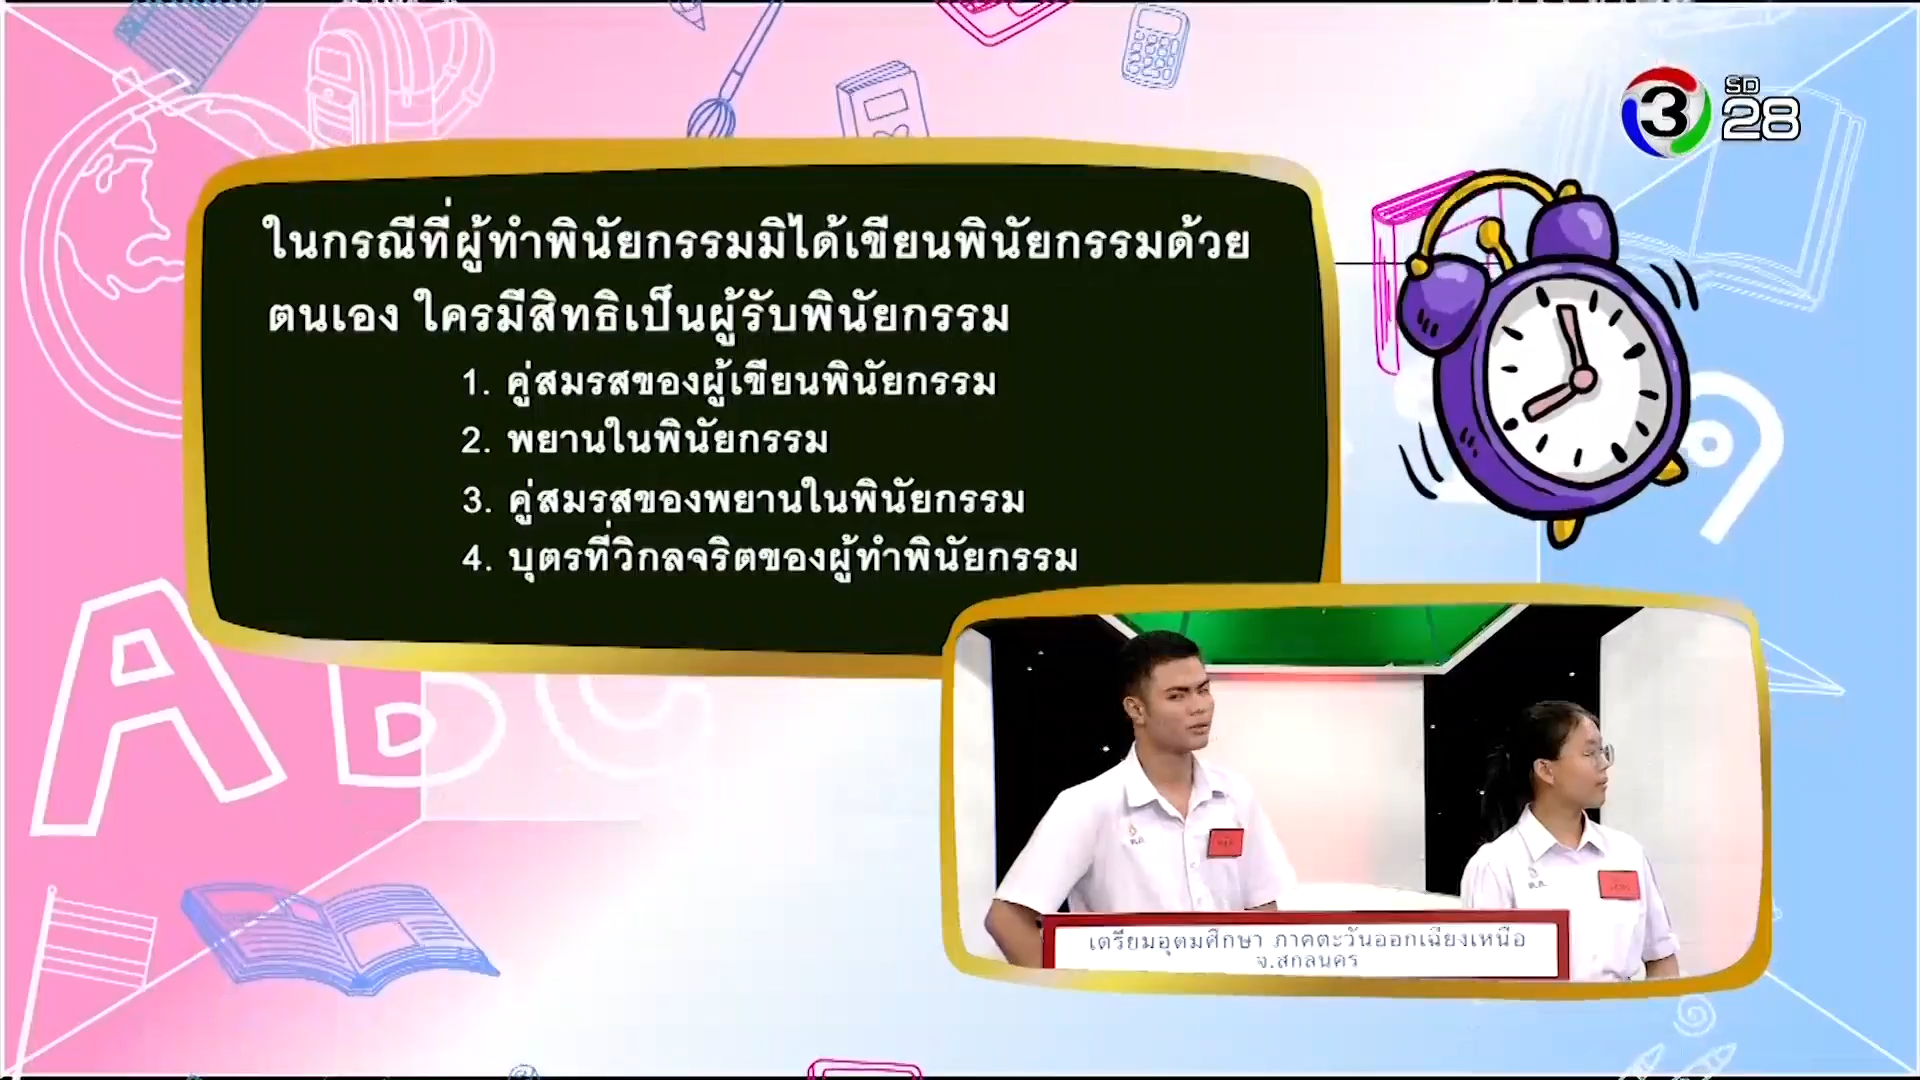 3 SD
28
ในกรณีที่ผู้ทำพินัยกรรมมิได้เขียนพินัยกรรมด้วย
ตนเอง ใครมีสิทธิเป็นผู้รับพินัยกรรม
1. คู่สมรสของผู้เขียนพินัยกรรม
2. พยานในพินัยกรรม
3. คู่สมรสของพยานในพินัยกรรม
4. บุตรที่วิกลจริตของผู้ทำพินัยกรรม
ABC
เตรียมอุดมศึกษา ภาคตะวันออกเฉียงเหนือ
จ.สกลนคร